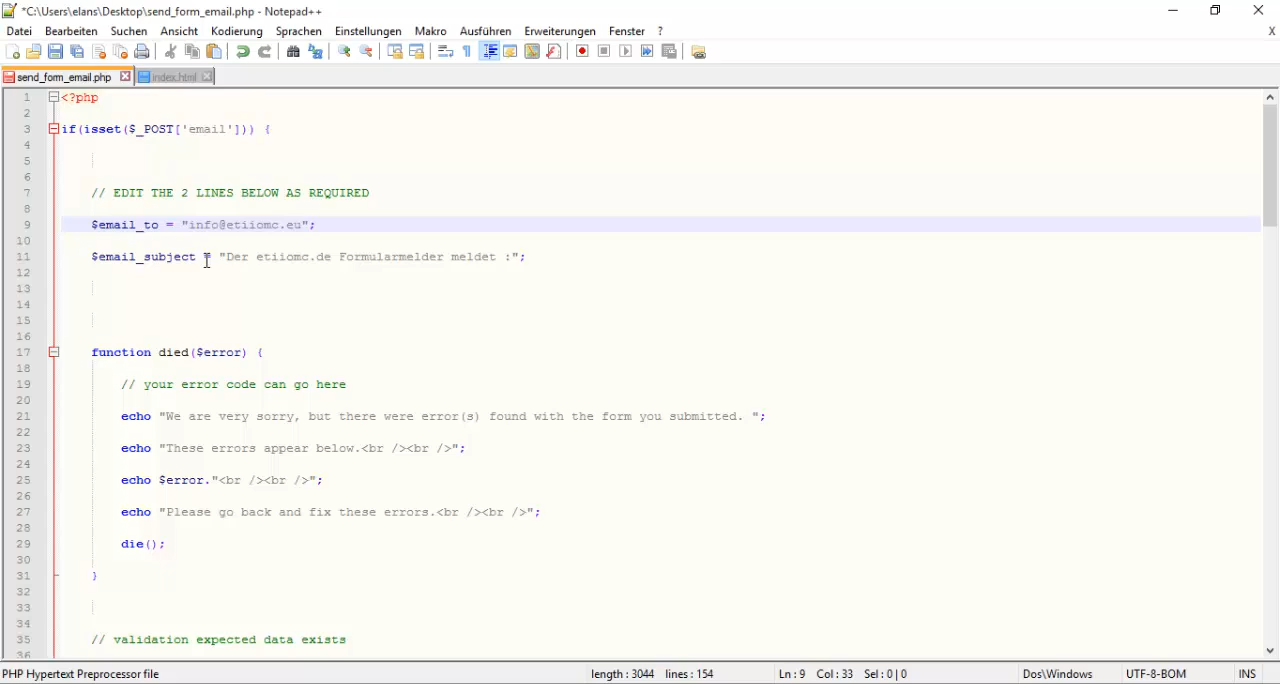 *C:\Users\elans\Desktop\send_form_email.php - Notepad++
Datei Bearbeiten Suchen Ansicht Kodierung Sprachen Einstellungen Makro Ausführen Erweiterungen Fenster ? X
send_form_email.php index.html
1 <?php
2
3 if(isset($_POST['email'])) {
4
5
6
7 // EDIT THE 2 LINES BELOW AS REQUIRED
8
9 $email_to = "info@etiiomc.eu";
10
11 $email_subject = "Der etiiomc.de Formularmelder meldet :";
12
13
14
15
16
17 function died($error) {
18
19 // your error code can go here
20
21 echo "We are very sorry, but there were error(s) found with the form you submitted. ";
22
23 echo "These errors appear below.<br /><br />";
24
25 echo $error."<br /><br />";
26
27 echo "Please go back and fix these errors.<br /><br />";
28
29 die();
30
31 }
32
33
34
35 // validation expected data exists
36
PHP Hypertext Preprocessor file length : 3044 lines : 154 Ln : 9 Col : 33 Sel : 0 | 0 Dos\Windows UTF-8-BOM INS